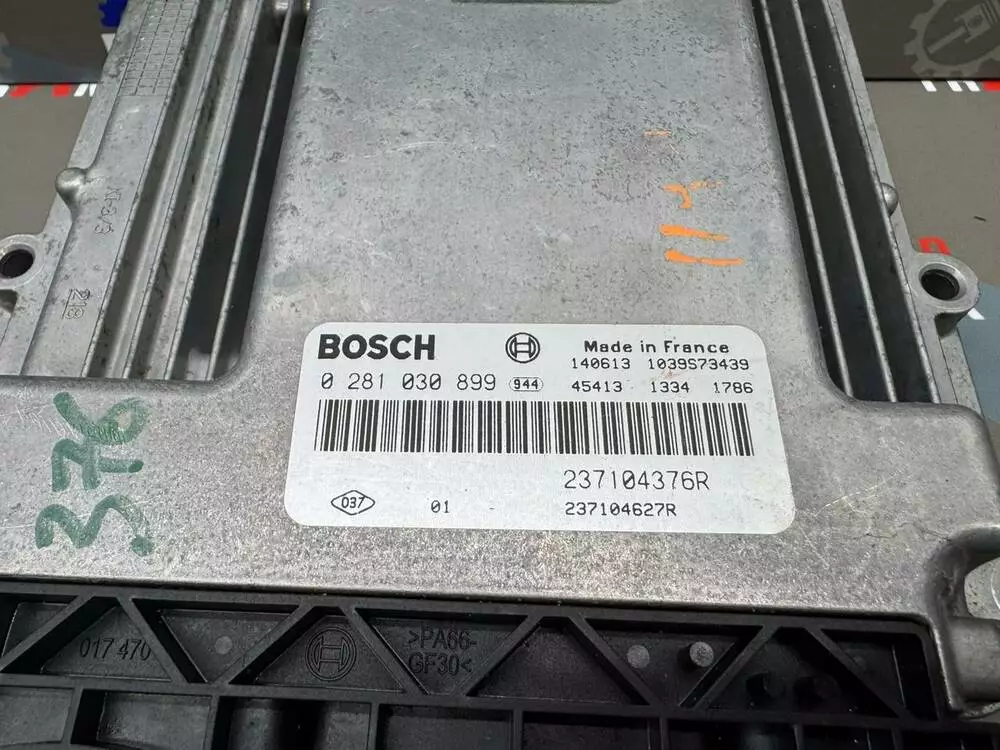 BOSCH
Made in France
140613 1039S73439
0 281 030 899 944 45413 1334 1786
237104376R
037 01 237104627R
376
218
017 470
>PA66-
GF30<